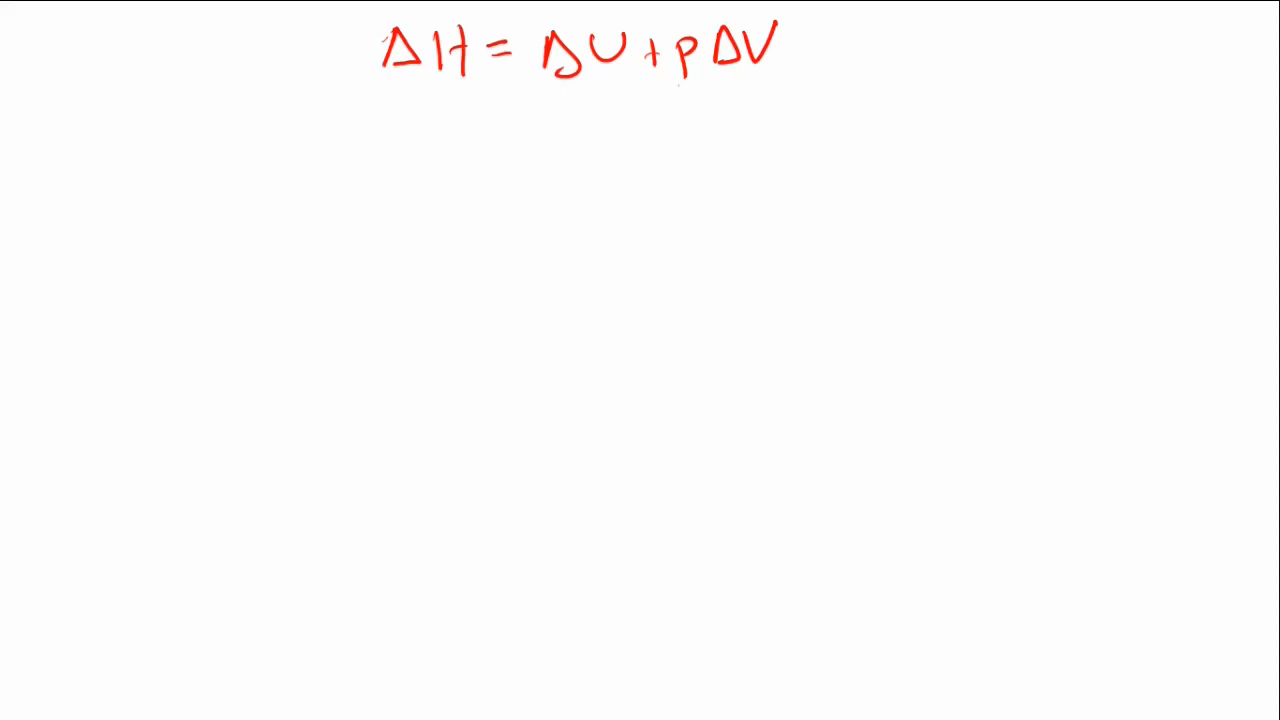 ΔH = ΔU + PΔV